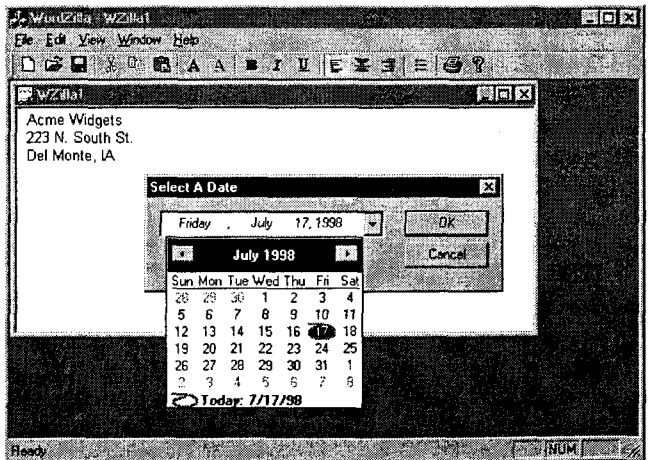 WordZilla - WZilla1
File Edit View Window Help
A A B I U
WZilla1
Acme Widgets
223 N. South St.
Del Monte, IA
Select A Date
Friday , July 17, 1998
OK
Cancel
July 1998
Sun Mon Tue Wed Thu Fri Sat
28 29 30 1 2 3 4
5 6 7 8 9 10 11
12 13 14 15 16 17 18
19 20 21 22 23 24 25
26 27 28 29 30 31 1
2 3 4 5 6 7 8
Today: 7/17/98
Ready
NUM